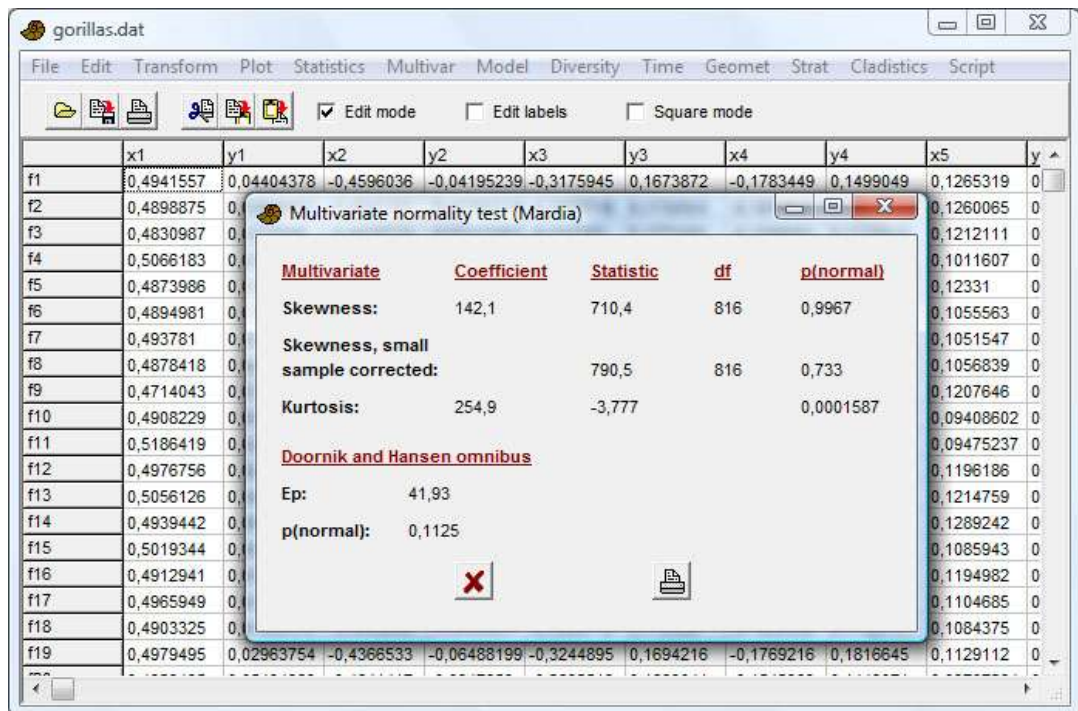 gorillas.dat
File Edit Transform Plot Statistics Multivar Model Diversity Time Geomet Strat Cladistics Script
Edit mode Edit labels Square mode
x1 y1 x2 y2 x3 y3 x4 y4 x5 y
f1 0,4941557 0,04404378 -0,4596036 -0,04195239 -0,3175945 0,1673872 -0,1783449 0,1499049 0,1265319 0
f2 0,4898875 0,1260065 0
f3 0,4830987 0,1212111 0
f4 0,5066183 0,1011607 0
f5 0,4873986 0,12331 0
f6 0,4894981 0,1055563 0
f7 0,493781 0,1051547 0
f8 0,4878418 0,1056839 0
f9 0,4714043 0,1207646 0
f10 0,4908229 0,09408602 0
f11 0,5186419 0,09475237 0
f12 0,4976756 0,1196186 0
f13 0,5056126 0,1214759 0
f14 0,4939442 0,1289242 0
f15 0,5019344 0,1085943 0
f16 0,4912941 0,1194982 0
f17 0,4965949 0,1104685 0
f18 0,4903325 0,1084375 0
f19 0,4979495 0,02963754 -0,4366533 -0,06488199 -0,3244895 0,1694216 -0,1769216 0,1816645 0,1129112 0
Multivariate normality test (Mardia)
Multivariate Coefficient Statistic df p(normal)
Skewness: 142,1 710,4 816 0,9967
Skewness, small
sample corrected: 790,5 816 0,733
Kurtosis: 254,9 -3,777 0,0001587
Doornik and Hansen omnibus
Ep: 41,93
p(normal): 0,1125